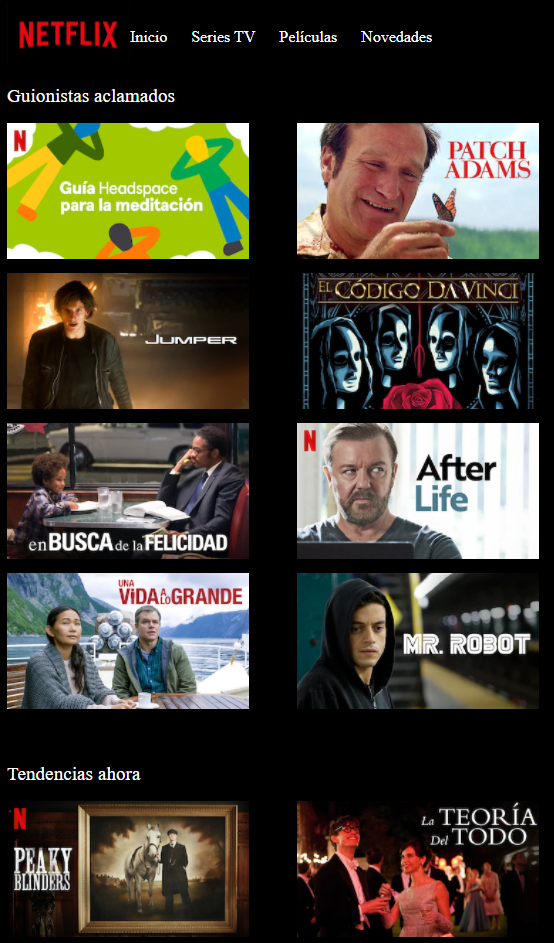 NETFLIX
Inicio Series TV Películas Novedades
Guionistas aclamados
N
Guía Headspace
para la meditación
PATCH
ADAMS
JUMPER
EL CÓDIGO DA VINCI
en BUSCA de la FELICIDAD
N
After
Life
UNA
VIDA A LO GRANDE
MR. ROBOT
Tendencias ahora
N
PEAKY
BLINDERS
La TEORÍA
Del TODO